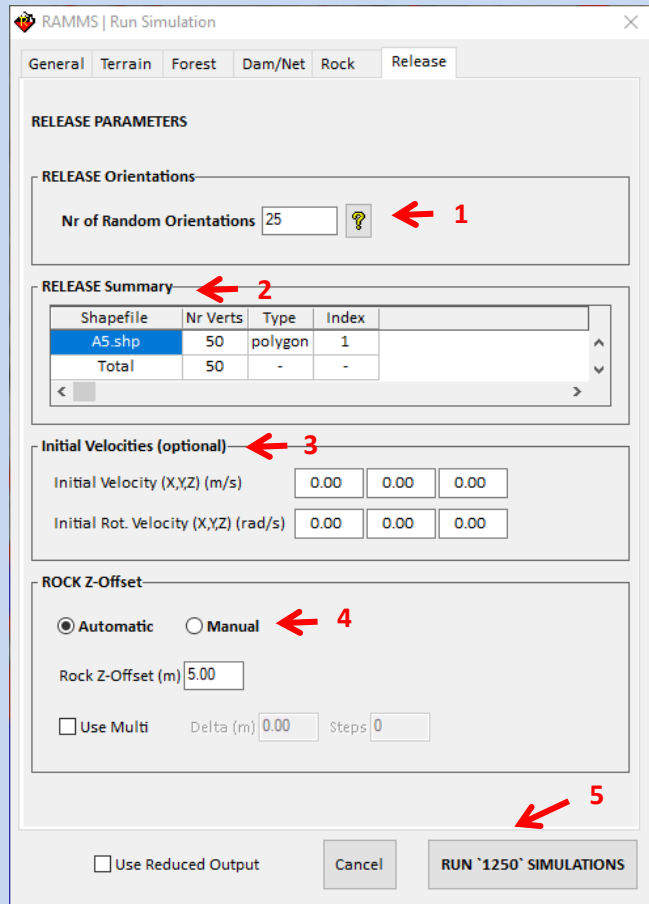 RAMMS | Run Simulation
General Terrain Forest Dam/Net Rock Release
RELEASE PARAMETERS
RELEASE Orientations
Nr of Random Orientations 25 ? 1
RELEASE Summary 2
Shapefile Nr Verts Type Index
A5.shp 50 polygon 1
Total 50 - -
Initial Velocities (optional) 3
Initial Velocity (X,Y,Z) (m/s) 0.00 0.00 0.00
Initial Rot. Velocity (X,Y,Z) (rad/s) 0.00 0.00 0.00
ROCK Z-Offset
Automatic Manual 4
Rock Z-Offset (m) 5.00
Use Multi Delta (m) 0.00 Steps 0
5
Use Reduced Output Cancel RUN `1250` SIMULATIONS